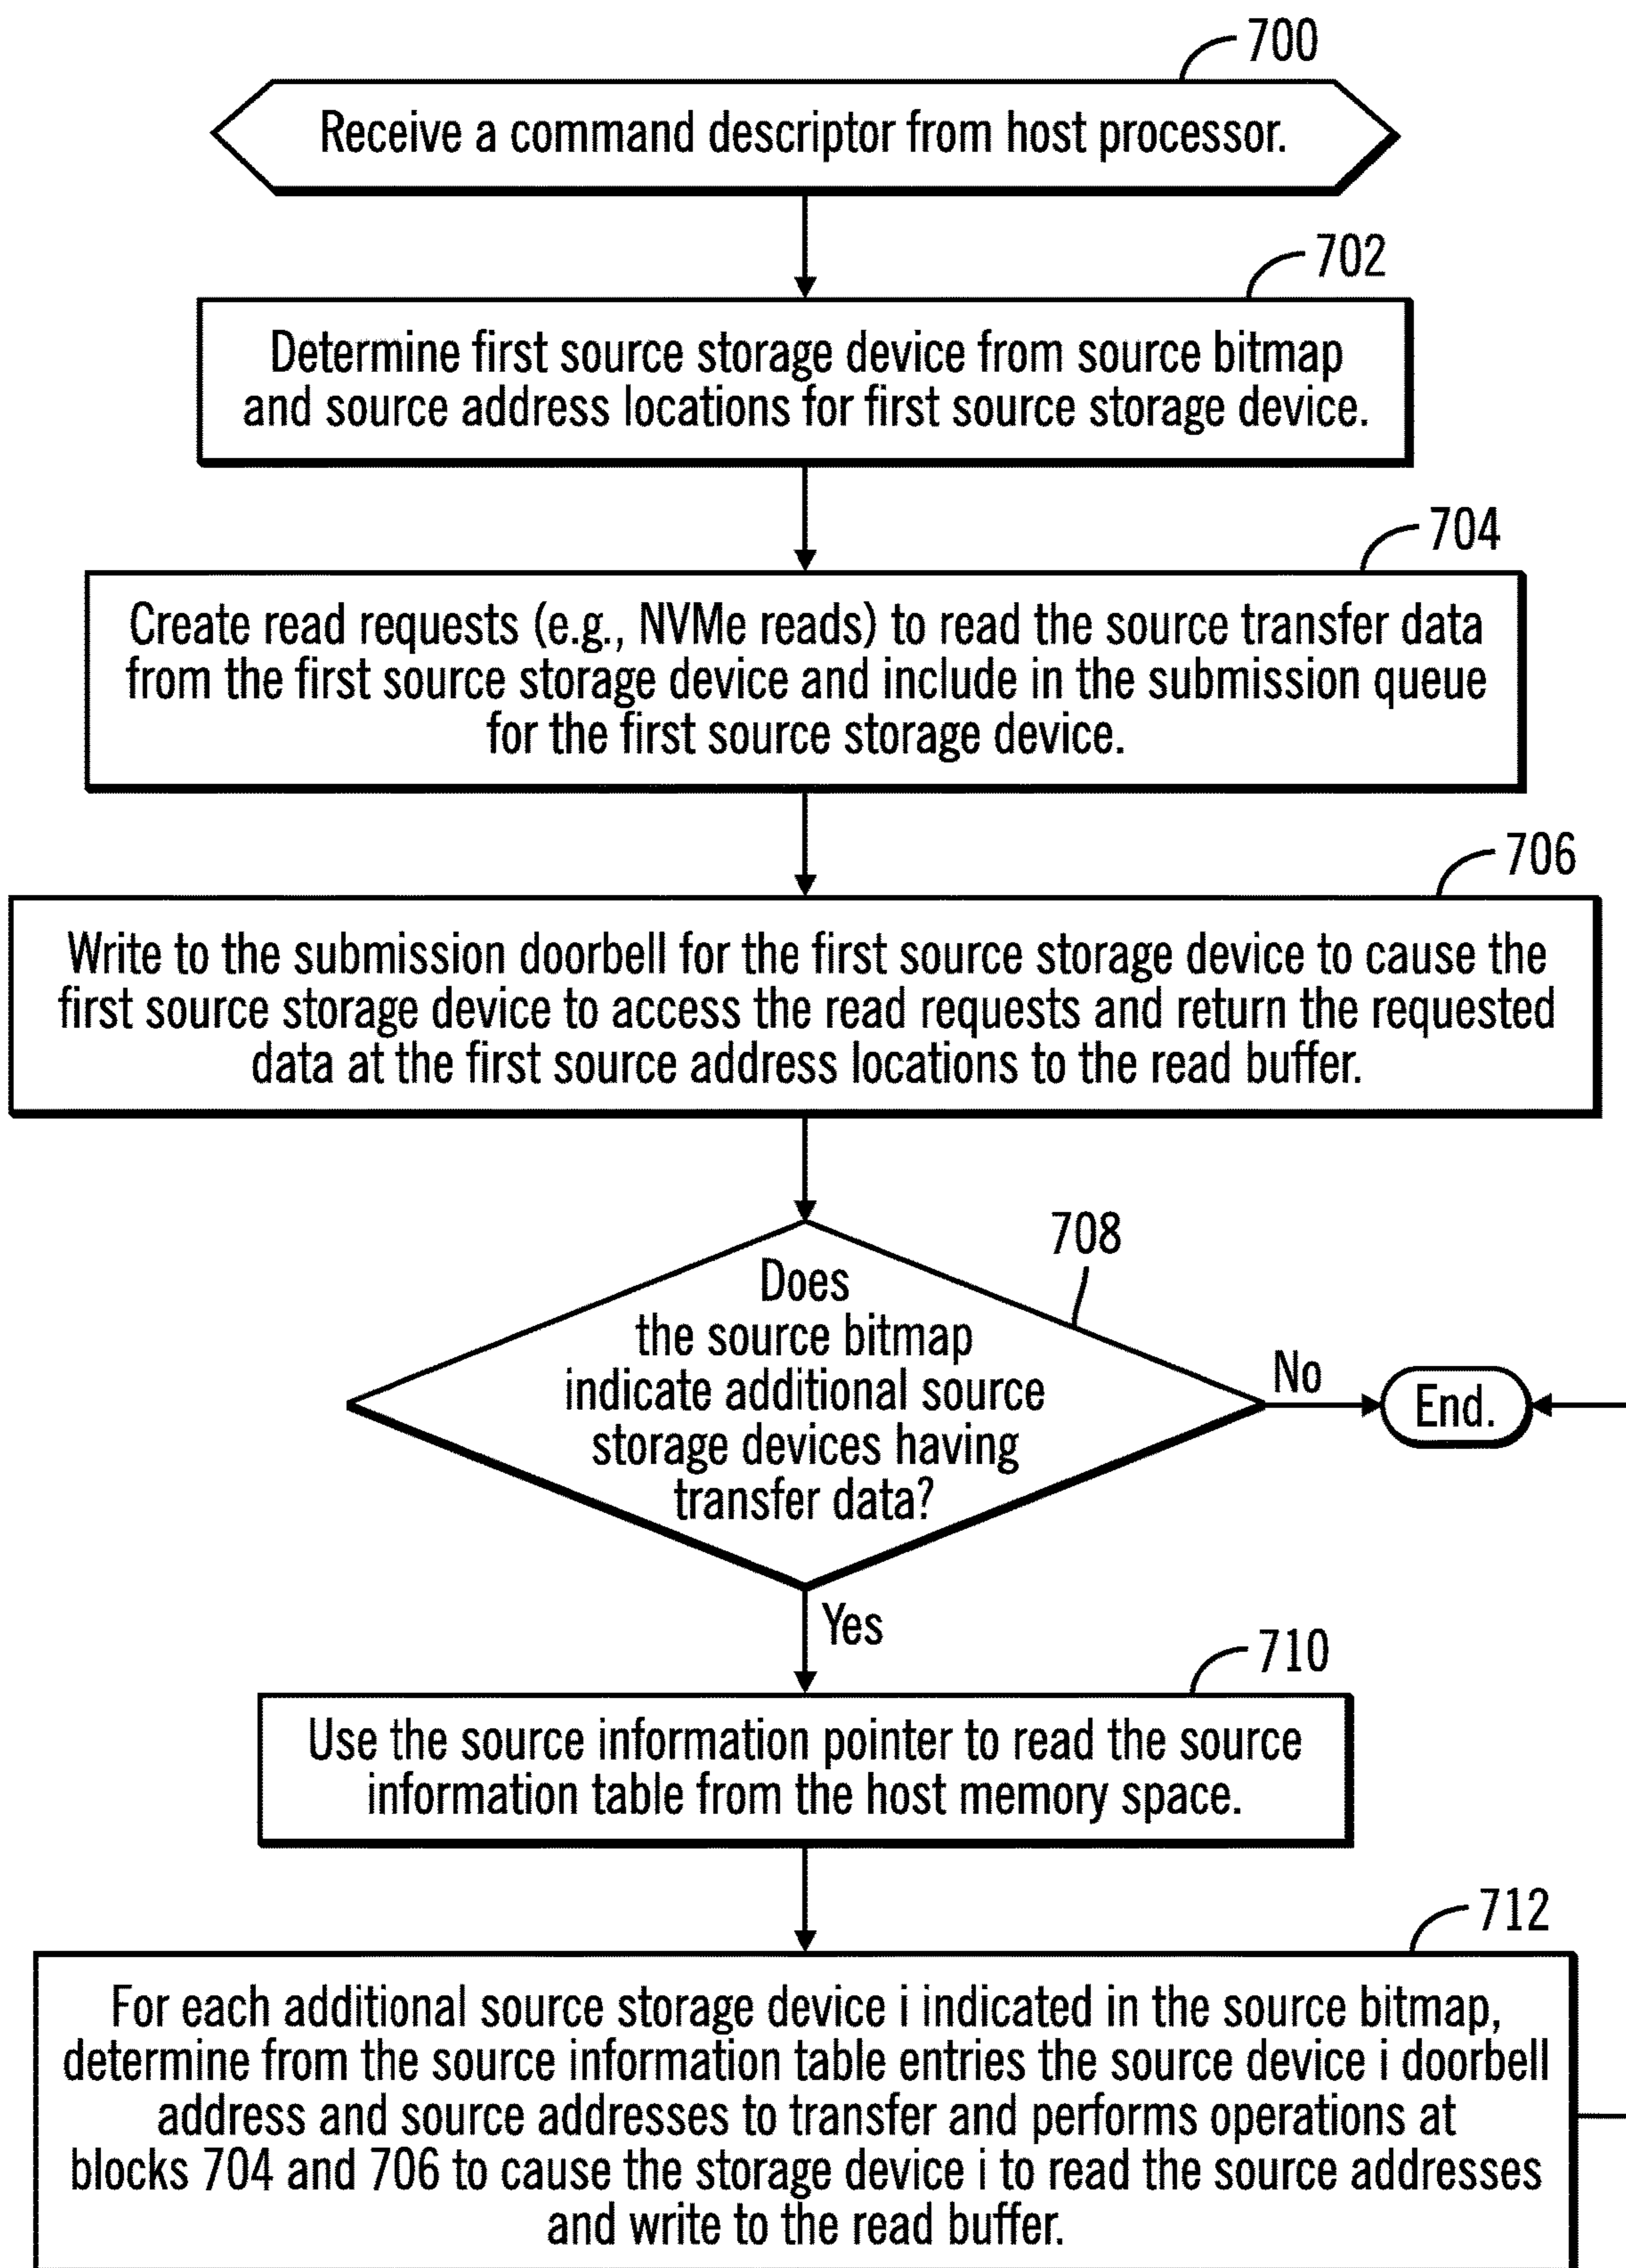 700
Receive a command descriptor from host processor.
702
Determine first source storage device from source bitmap
and source address locations for first source storage device.
704
Create read requests (e.g., NVMe reads) to read the source transfer data
from the first source storage device and include in the submission queue
for the first source storage device.
706
Write to the submission doorbell for the first source storage device to cause the
first source storage device to access the read requests and return the requested
data at the first source address locations to the read buffer.
708
Does
the source bitmap
indicate additional source
storage devices having
transfer data?
No
End.
Yes
710
Use the source information pointer to read the source
information table from the host memory space.
712
For each additional source storage device i indicated in the source bitmap,
determine from the source information table entries the source device i doorbell
address and source addresses to transfer and performs operations at
blocks 704 and 706 to cause the storage device i to read the source addresses
and write to the read buffer.